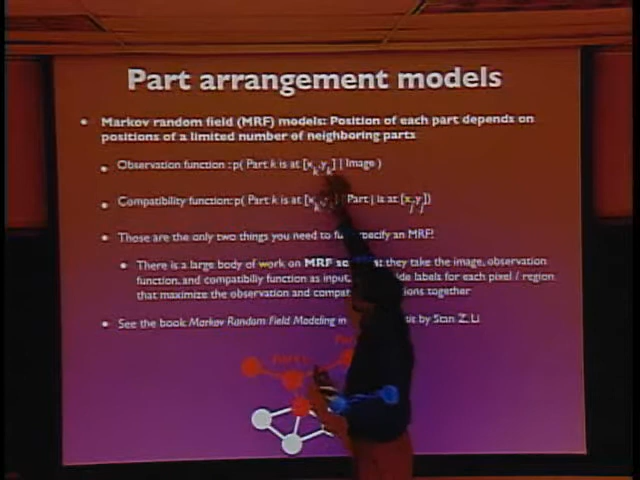 Part arrangement models
Markov random field (MRF) models: Position of each part depends on
positions of a limited number of neighboring parts
Observation function : p( Part k is at [x k ,y k ] | Image )
Compatibility function: p( Part k is at [x k , Part j is at [x j ,y j ])
Those are the only two things you need to specify an MRF!
There is a large body of work on MRF they take the image, observation
function, and compatibility function as input, labels for each pixel / region
that maximize the observation and together
See the book Markov Random Field Modeling in by Stan Z. Li